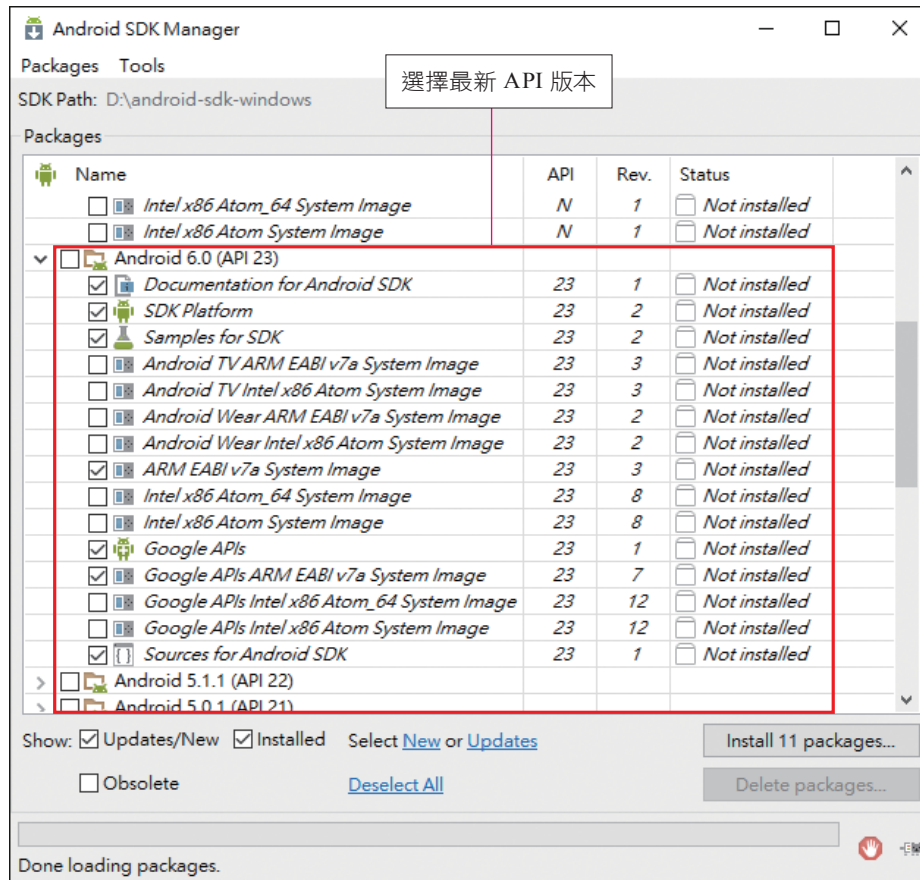 Android SDK Manager
Packages Tools
選擇最新 API 版本
SDK Path: D:\android-sdk-windows
Packages
Name API Rev. Status
Intel x86 Atom_64 System Image N 1 Not installed
Intel x86 Atom System Image N 1 Not installed
Android 6.0 (API 23)
Documentation for Android SDK 23 1 Not installed
SDK Platform 23 2 Not installed
Samples for SDK 23 2 Not installed
Android TV ARM EABI v7a System Image 23 3 Not installed
Android TV Intel x86 Atom System Image 23 3 Not installed
Android Wear ARM EABI v7a System Image 23 2 Not installed
Android Wear Intel x86 Atom System Image 23 2 Not installed
ARM EABI v7a System Image 23 3 Not installed
Intel x86 Atom_64 System Image 23 8 Not installed
Intel x86 Atom System Image 23 8 Not installed
Google APIs 23 1 Not installed
Google APIs ARM EABI v7a System Image 23 7 Not installed
Google APIs Intel x86 Atom_64 System Image 23 12 Not installed
Google APIs Intel x86 Atom System Image 23 12 Not installed
Sources for Android SDK 23 1 Not installed
Android 5.1.1 (API 22)
Android 5.0.1 (API 21)
Show: Updates/New Installed Select New or Updates Install 11 packages...
Obsolete Deselect All Delete packages...
Done loading packages.